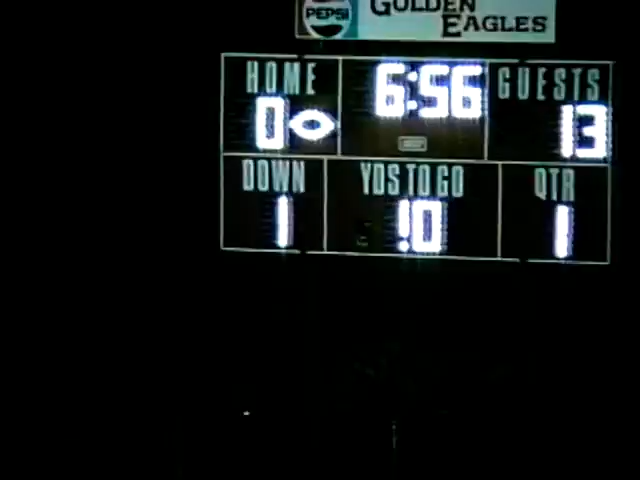 PEPSI
GOLDEN
EAGLES
HOME 6:56 GUESTS
0 13
DOWN YDS TO GO QTR
1 10 1